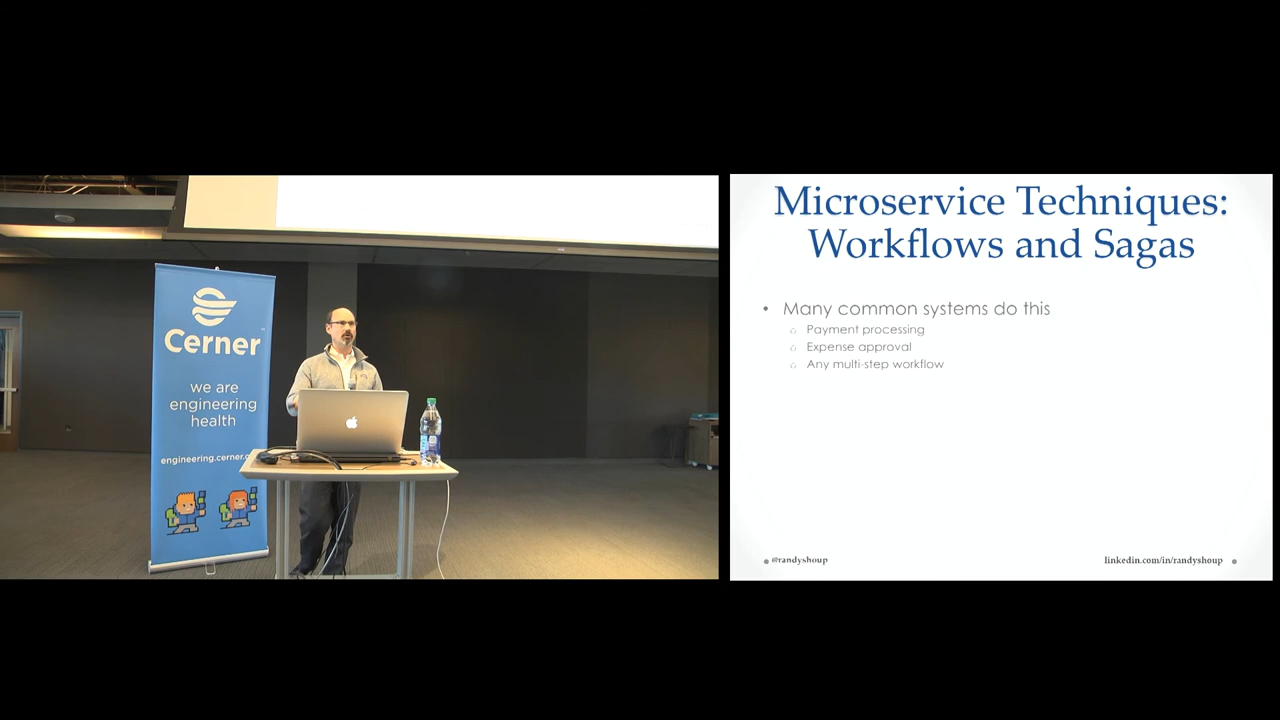 Cerner
we are
engineering
health
engineering.cerner.c
Microservice Techniques:
Workflows and Sagas
• Many common systems do this
Payment processing
Expense approval
Any multi-step workflow
@randyshoup
linkedin.com/in/randyshoup